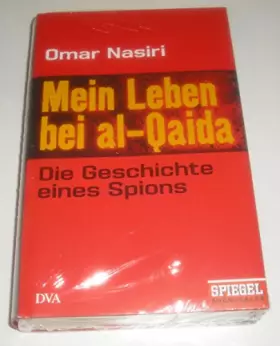 Omar Nasiri
Mein Leben
bei al-Qaida
Die Geschichte
eines Spions
DVA
SPIEGEL